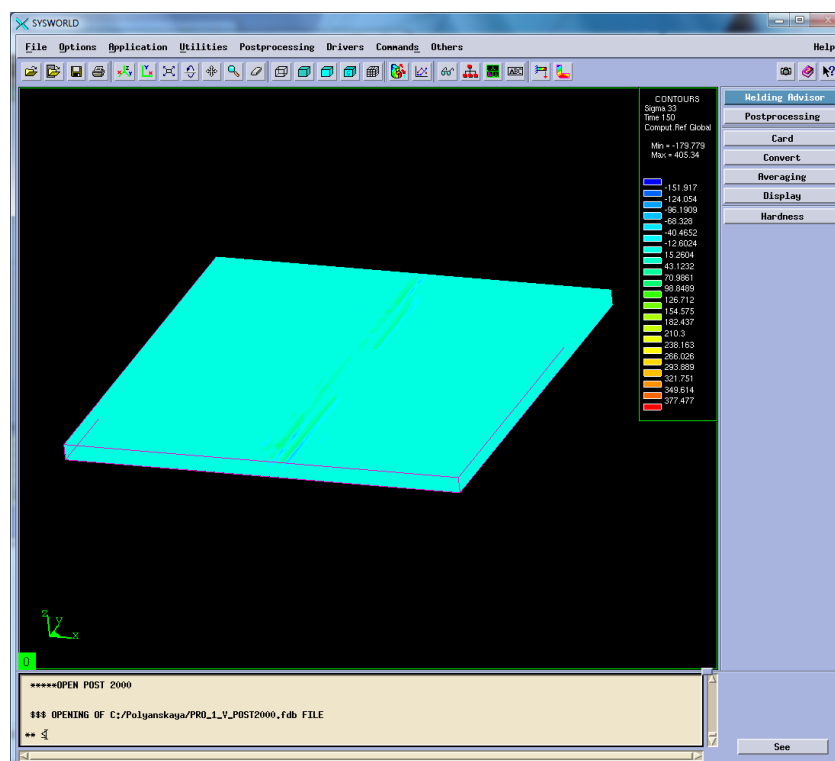 SYSWORLD
File Options Application Utilities Postprocessing Drivers Commands Others Help
ABC
CONTOURS
Sigma 33
Time 150
Comput.Ref Global
Min = -179.779
Max = 405.34
-151.917
-124.054
-96.1909
-68.328
-40.4652
-12.6024
15.2604
43.1232
70.9861
98.8489
126.712
154.575
182.437
210.3
238.163
266.026
293.889
321.751
349.614
377.477
Welding Advisor
Postprocessing
Card
Convert
Averaging
Display
Hardness
z
y
x
0
*****OPEN POST 2000
$$$ OPENING OF C:/Polyanskaya/PRO_1_V_POST2000.fdb FILE
** $
See